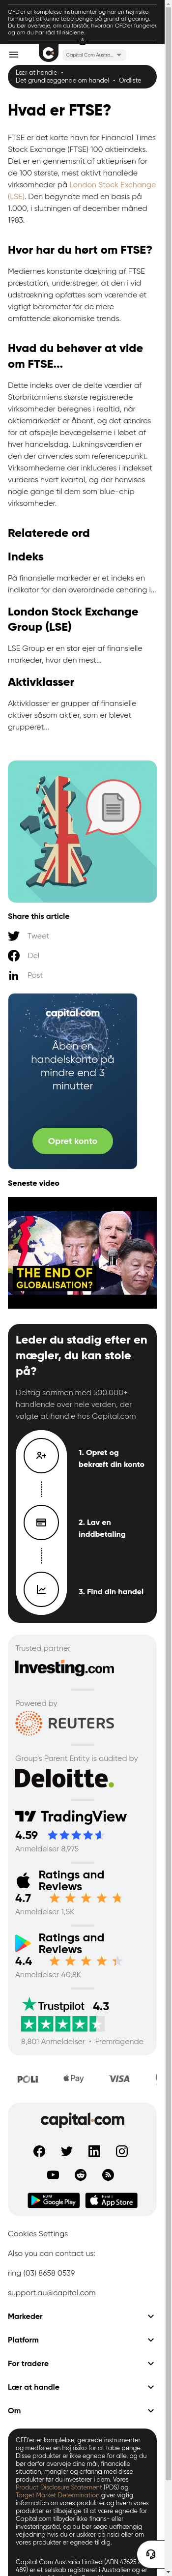 CFD'er er komplekse instrumenter og har en høj risiko
for hurtigt at kunne tabe penge på grund af gearing.
Du bør overveje, om du forstår, hvordan CFD'er fungerer
og om du har råd til risiciene.
Capital Com Austra...
Lær at handle •
Det grundlæggende om handel • Ordliste
Hvad er FTSE?
FTSE er det korte navn for Financial Times
Stock Exchange (FTSE) 100 aktieindeks.
Det er en gennemsnit af aktiepriser for
de 100 største, mest aktivt handlede
virksomheder på London Stock Exchange
(LSE). Den begyndte med en basis på
1.000, i slutningen af december måned
1983.
Hvor har du hørt om FTSE?
Mediernes konstante dækning af FTSE
præstation, understreger, at den i vid
udstrækning opfattes som værende et
vigtigt barometer for de mere
omfattende økonomiske trends.
Hvad du behøver at vide
om FTSE...
Dette indeks over de delte værdier af
Storbritanniens største registrerede
virksomheder beregnes i realtid, når
aktiemarkedet er åbent, og det ændres
for at afspejle bevægelserne i løbet af
hver handelsdag. Lukningsværdien er
den der anvendes som referencepunkt.
Virksomhederne der inkluderes i indekset
vurderes hvert kvartal, og der henvises
nogle gange til dem som blue-chip
virksomheder.
Relaterede ord
Indeks
På finansielle markeder er et indeks en
indikator for den overordnede ændring i...
London Stock Exchange
Group (LSE)
LSE Group er en stor ejer af finansielle
markeder, hvor den mest...
Aktivklasser
Aktivklasser er grupper af finansielle
aktiver såsom aktier, som er blevet
grupperet...
Share this article
Tweet
Del
Post
capital.com
Åben en
handelskonto på
mindre end 3
minutter
Opret konto
Seneste video
THE END OF
GLOBALISATION?
Leder du stadig efter en
mægler, du kan stole
på?
Deltag sammen med 500.000+
handlende over hele verden, der
valgte at handle hos Capital.com
1. Opret og
bekræft din konto
2. Lav en
inddbetaling
3. Find din handel
Trusted partner
Investing.com
Powered by
REUTERS
Group's Parent Entity is audited by
Deloitte.
TradingView
4.59
Anmeldelser 8,975
Ratings and
Reviews
4.7
Anmeldelser 1,5K
Ratings and
Reviews
4.4
Anmeldelser 40,8K
Trustpilot 4.3
8,801 Anmeldelser • Fremragende
POLi Pay VISA
capital.com
Google Play
App Store
Cookies Settings
Also you can contact us:
ring (03) 8658 0539
support.au@capital.com
Markeder
Platform
For tradere
Lær at handle
Om
CFD'er er komplekse, gearede instrumenter
og medfører en høj risiko for at tabe penge.
Disse produkter er ikke egnede for alle, og du
bør derfor overveje dine mål, finansielle
situation, mangler og erfaring med disse
produkter før du investerer i dem. Vores
Product Disclosure Statement (PDS) og
Target Market Determination giver vigtig
information om vores produkter og hvem vores
produkter er tilbøjelige til at være egnede for.
Capital.Com giver ikke finans- eller
investeringsråd, og du bør søge uafhængig
vejledning hvis du er usikker på risici eller om
vores produkter er egnede til dig.
Capital Com Australia Limited (ABN 47625 189
489) er et selskab registreret i Australien og er